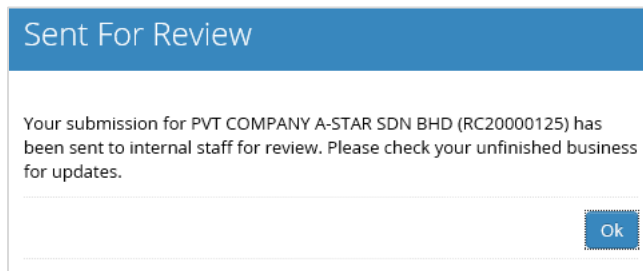 Sent For Review
Your submission for PVT COMPANY A-STAR SDN BHD (RC20000125) has
been sent to internal staff for review. Please check your unfinished business
for updates.
Ok